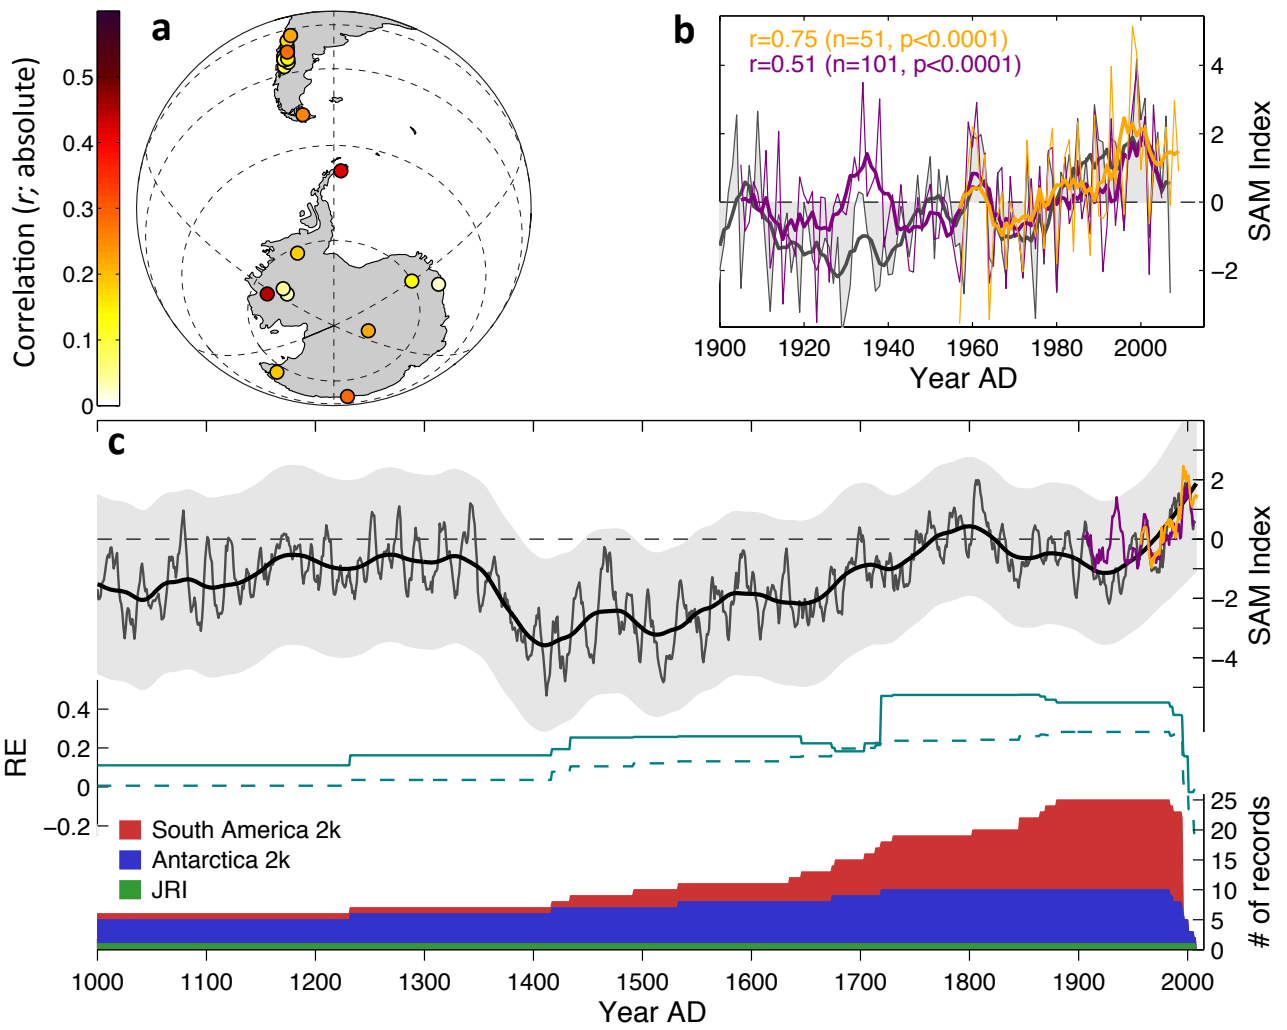 a
Correlation (r; absolute)
0.5
0.4
0.3
0.2
0.1
0
b
r=0.75 (n=51, p<0.0001)
r=0.51 (n=101, p<0.0001)
4
2
0
−2
SAM Index
1900 1920 1940 1960 1980 2000
Year AD
c
2
0
−2
−4
SAM Index
0.4
0.2
0
−0.2
RE
South America 2k
Antarctica 2k
JRI
25
20
15
10
5
0
# of records
1000 1100 1200 1300 1400 1500 1600 1700 1800 1900 2000
Year AD